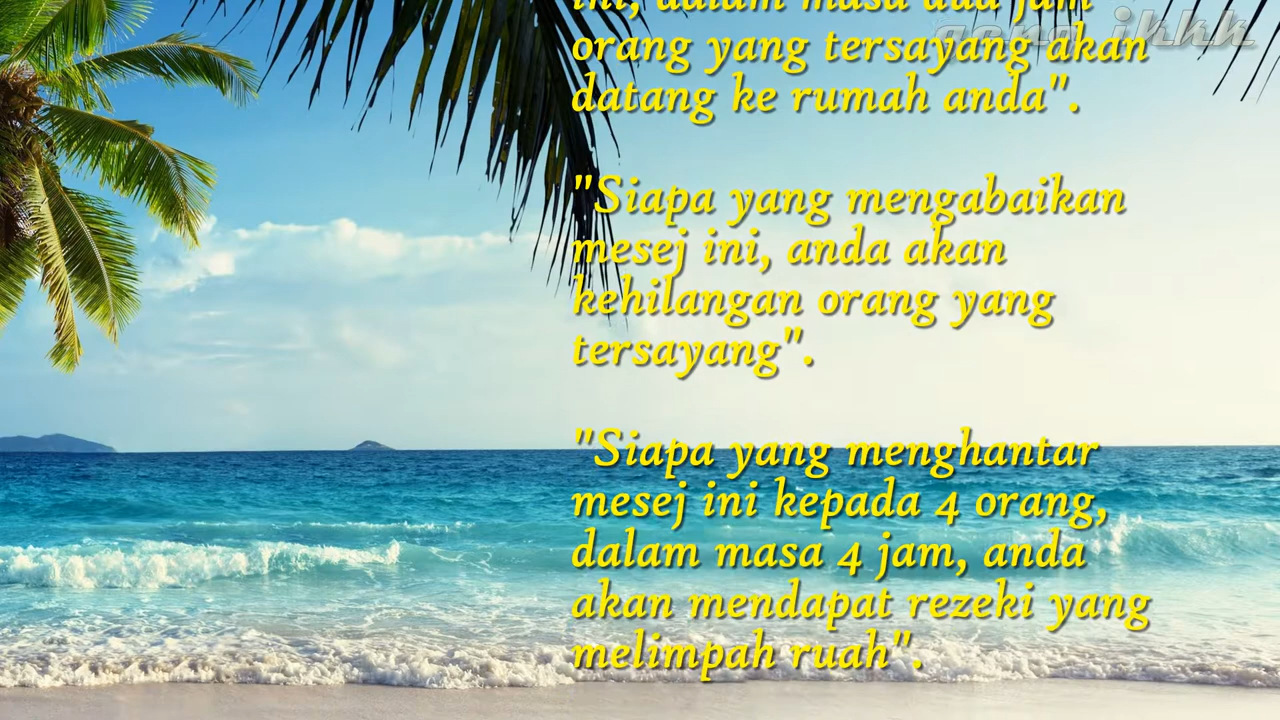 ini, dalam masa dua jam
orang yang tersayang akan
datang ke rumah anda".
"Siapa yang mengabaikan
mesej ini, anda akan
kehilangan orang yang
tersayang".
"Siapa yang menghantar
mesej ini kepada 4 orang,
dalam masa 4 jam, anda
akan mendapat rezeki yang
melimpah ruah".